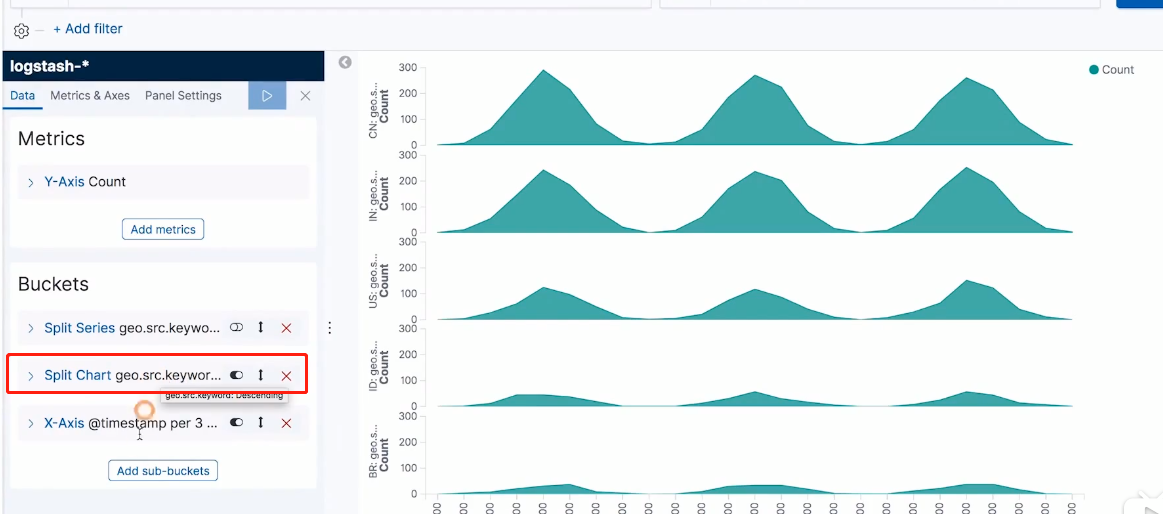 + Add filter
logstash-*
Data Metrics & Axes Panel Settings
Metrics
Y-Axis Count
Add metrics
Buckets
Split Series geo.src.keywo...
Split Chart geo.src.keywor...
geo.src.keyword: Descending
X-Axis @timestamp per 3 ...
Add sub-buckets
Count
CN: geo.s...
Count
300
200
100
0
IN: geo.s...
Count
300
200
100
0
US: geo.s...
Count
300
200
100
0
ID: geo.s...
Count
300
200
100
0
BR: geo.s...
Count
300
200
100
0